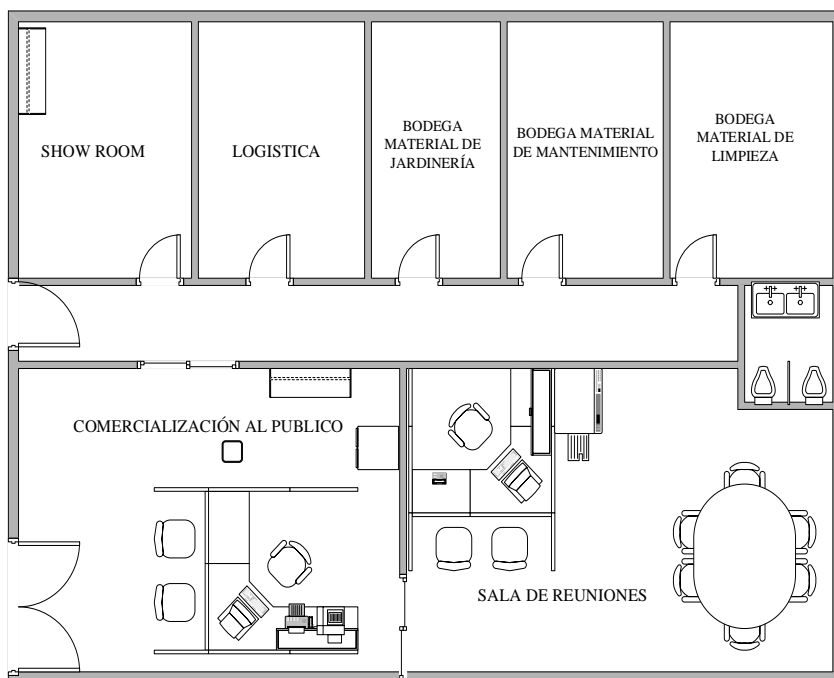 SHOW ROOM
LOGISTICA
BODEGA
MATERIAL DE
JARDINERÍA
BODEGA MATERIAL
DE MANTENIMIENTO
BODEGA
MATERIAL DE
LIMPIEZA
COMERCIALIZACIÓN AL PUBLICO
SALA DE REUNIONES